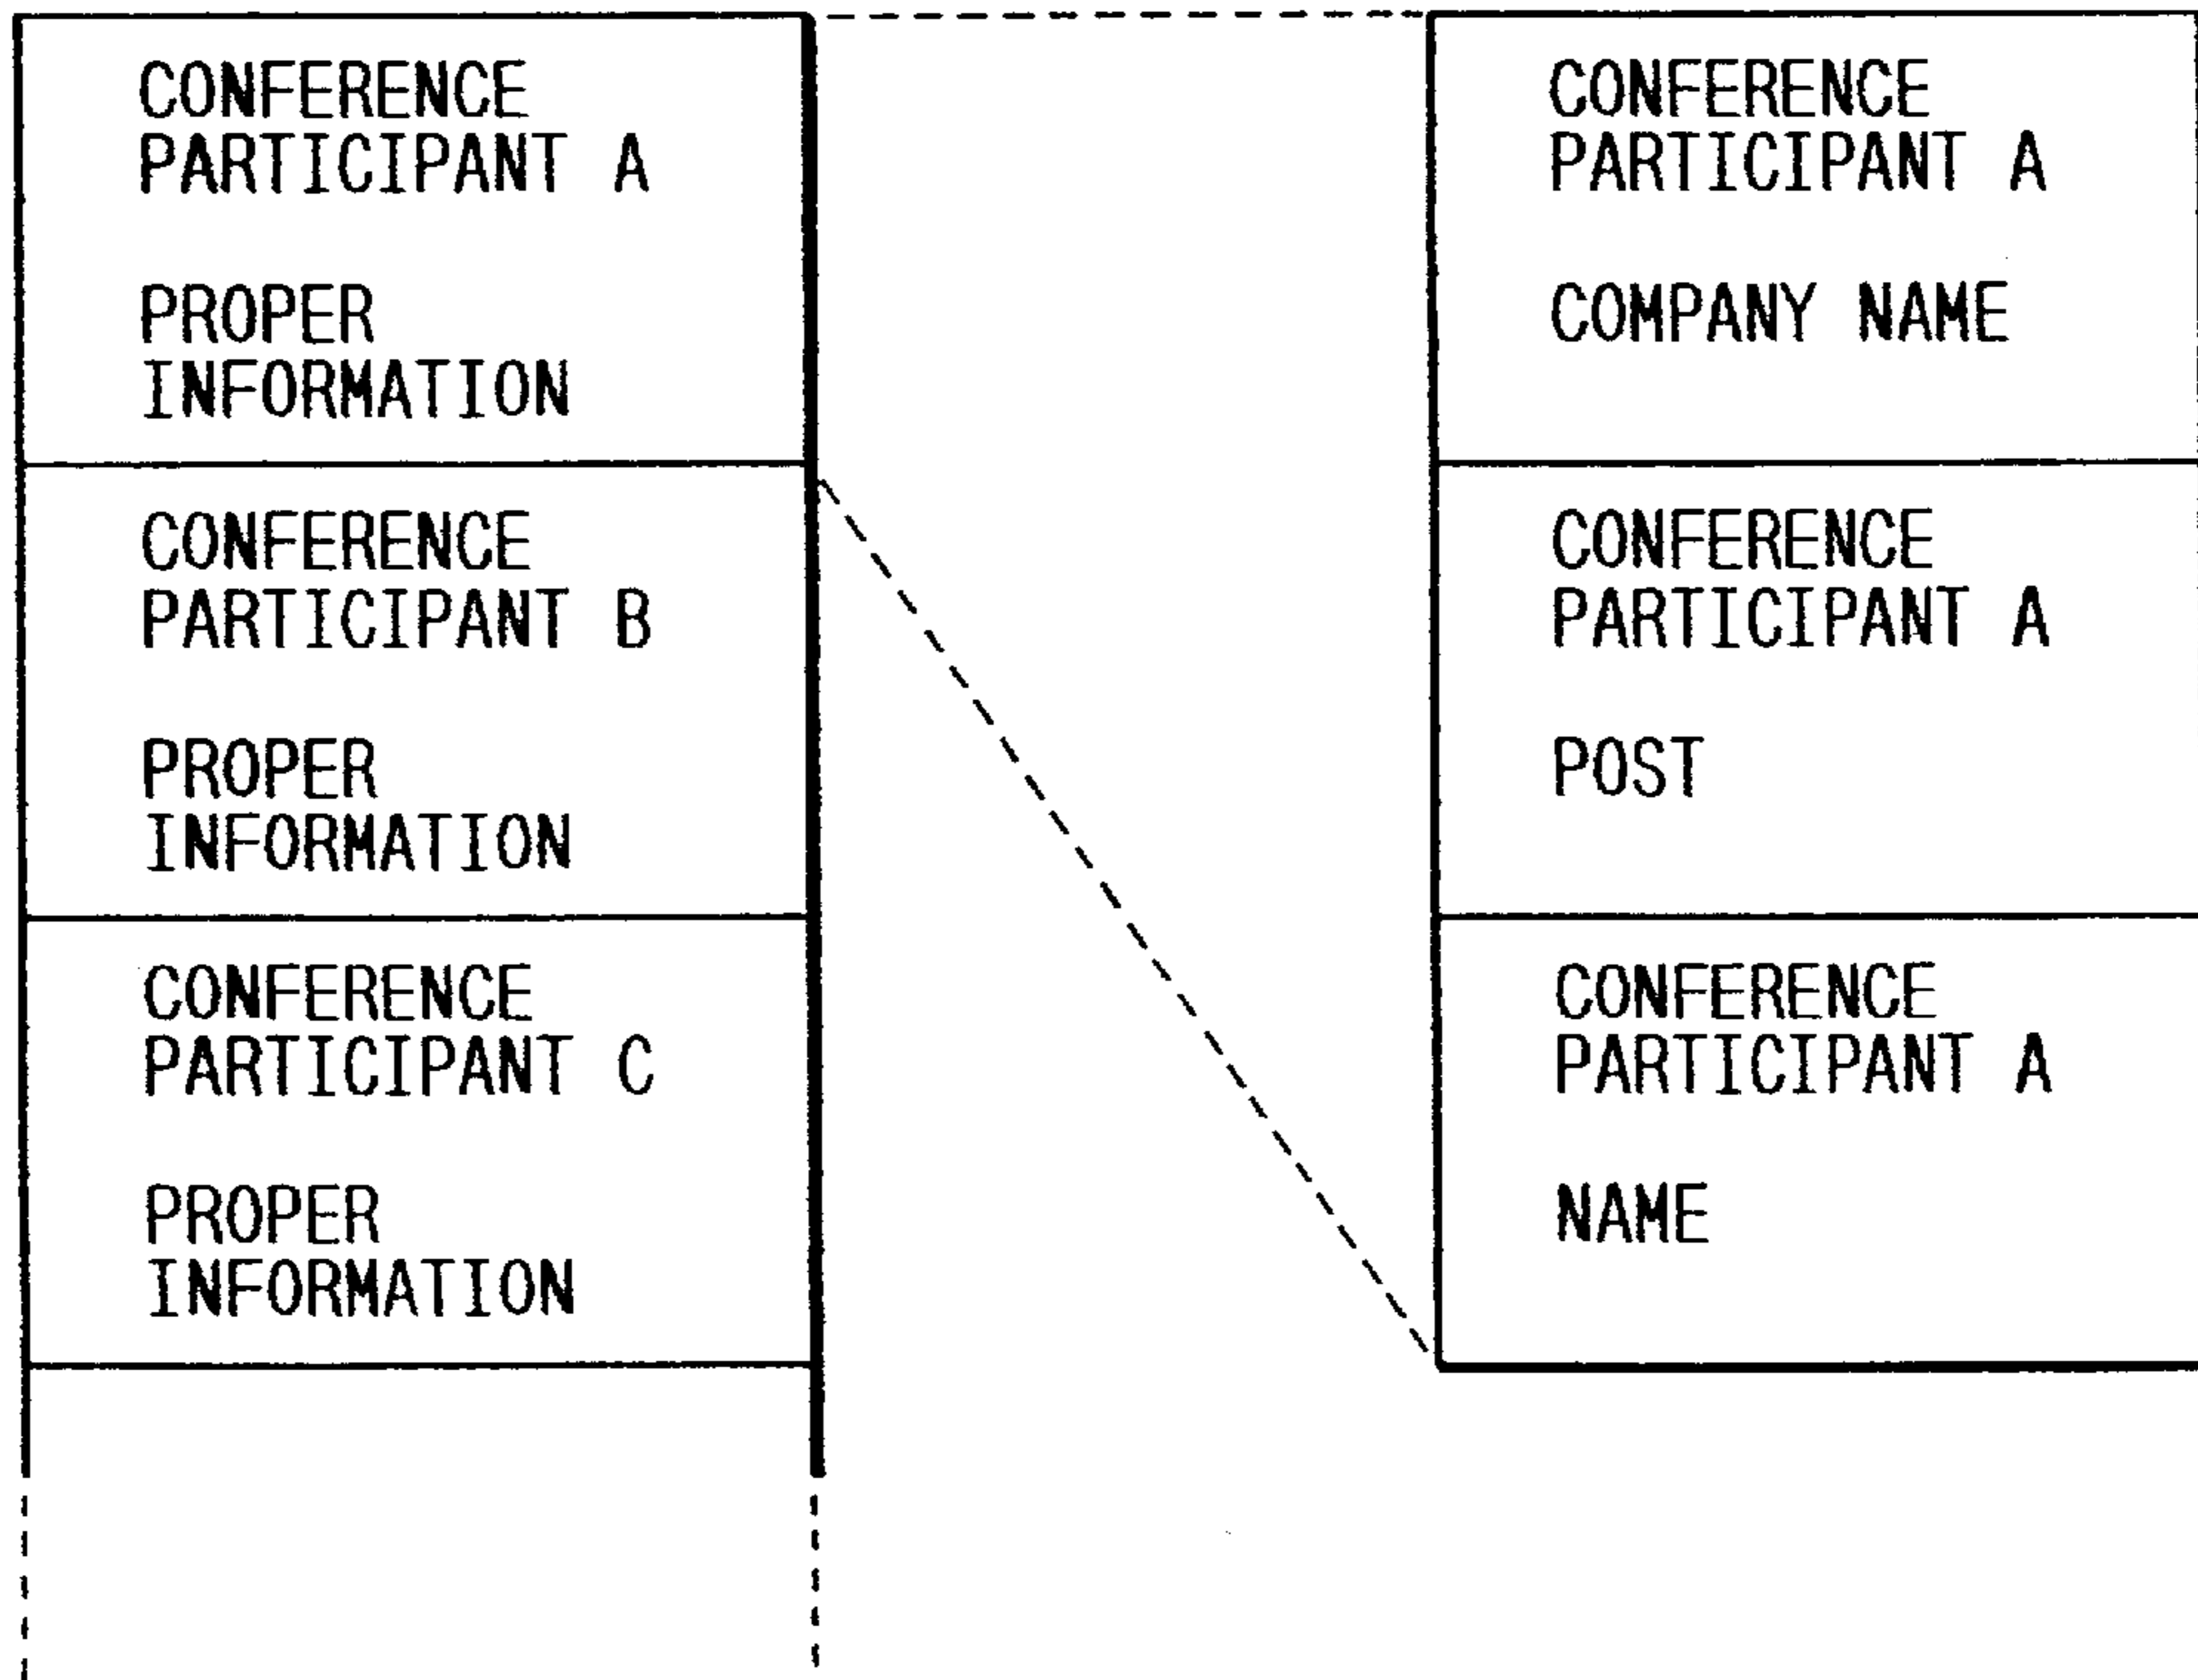 CONFERENCE
PARTICIPANT A
PROPER
INFORMATION
CONFERENCE
PARTICIPANT B
PROPER
INFORMATION
CONFERENCE
PARTICIPANT C
PROPER
INFORMATION
CONFERENCE
PARTICIPANT A
COMPANY NAME
CONFERENCE
PARTICIPANT A
POST
CONFERENCE
PARTICIPANT A
NAME